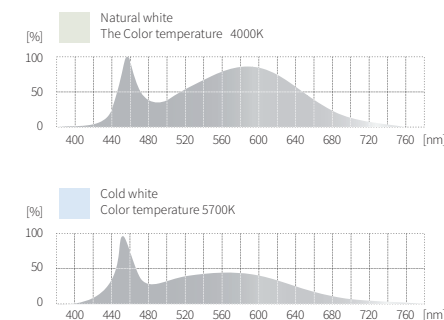 Natural white
The Color temperature 4000K
[%]
100
50
0
400 440 480 520 560 600 640 680 720 760 [nm]
Cold white
Color temperature 5700K
[%]
100
50
0
400 440 480 520 560 600 640 680 720 760 [nm]